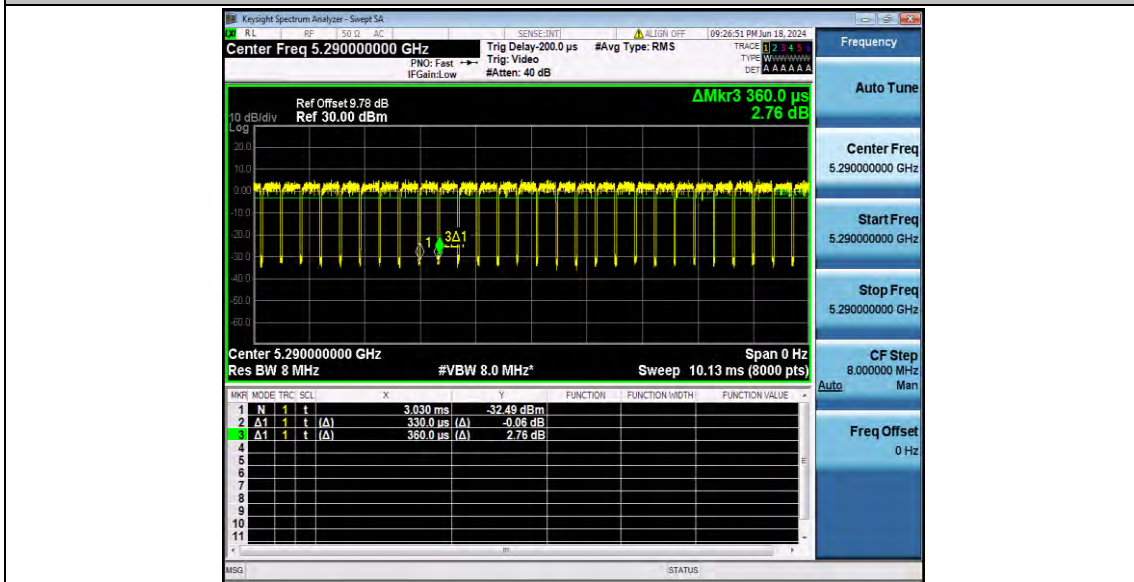 Keysight Spectrum Analyzer - Swept SA
RL RF 50 Ω AC SENSE:INT ALIGN OFF 09:26:51 PM Jun 18, 2024
Center Freq 5.290000000 GHz
Trig Delay-200.0 µs #Avg Type: RMS
PNO: Fast Trig: Video
IFGain:Low #Atten: 40 dB
TRACE 1 2 3 4 5 6
TYPE
DET A A A A A A
Frequency
ΔMkr3 360.0 µs
2.76 dB
Ref Offset 9.78 dB
10 dB/div Ref 30.00 dBm
Log
20.0
10.0
0.00
-10.0
-20.0
-30.0
-40.0
-50.0
-60.0
1 3Δ1
Center 5.290000000 GHz Span 0 Hz
Res BW 8 MHz #VBW 8.0 MHz* Sweep 10.13 ms (8000 pts)
MKR MODE TRC SCL X Y FUNCTION FUNCTION WIDTH FUNCTION VALUE
1 N 1 t 3.030 ms -32.49 dBm
2 Δ1 1 t (Δ) 330.0 µs (Δ) -0.06 dB
3 Δ1 1 t (Δ) 360.0 µs (Δ) 2.76 dB
4
5
6
7
8
9
10
11
MSG STATUS
Auto Tune
Center Freq
5.290000000 GHz
Start Freq
5.290000000 GHz
Stop Freq
5.290000000 GHz
CF Step
8.000000 MHz
Auto Man
Freq Offset
0 Hz